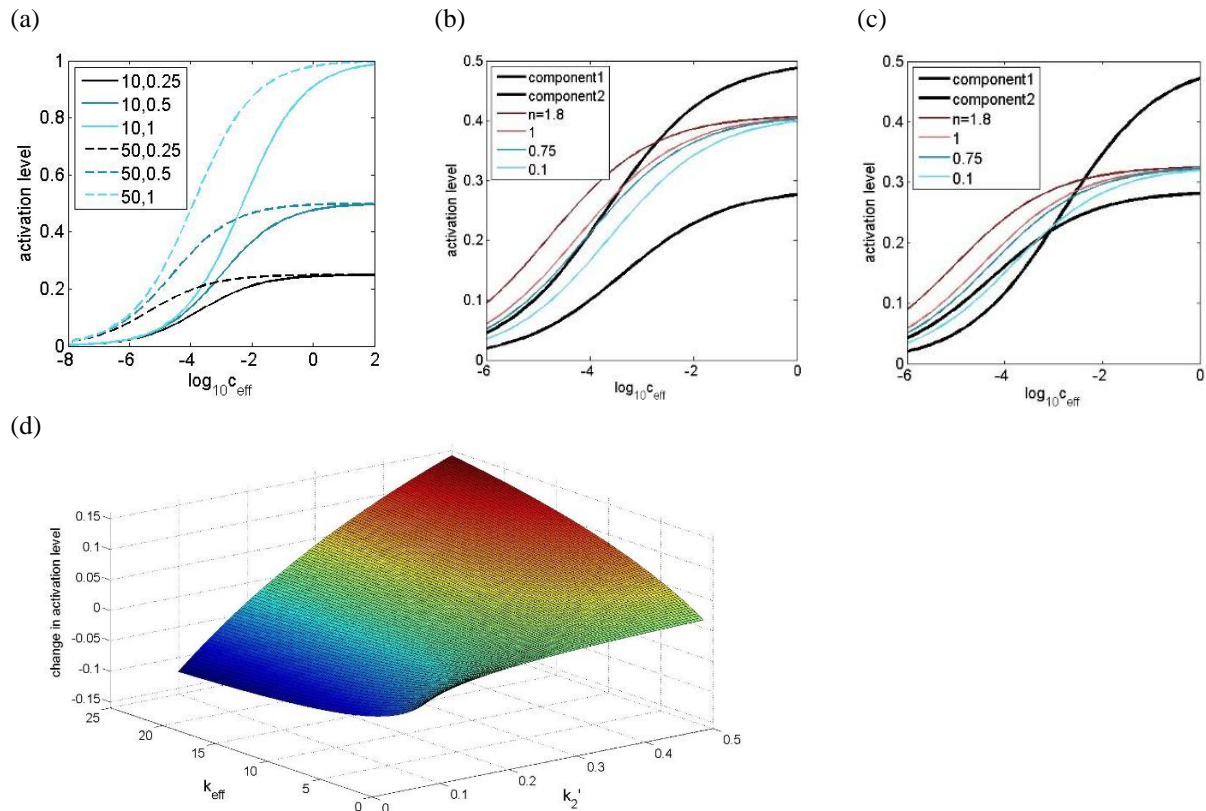 (a)
1
0.8
0.6
0.4
0.2
0
activation level
10,0.25
10,0.5
10,1
50,0.25
50,0.5
50,1
-8 -6 -4 -2 0 2
log10ceff
(b)
0.5
0.4
0.3
0.2
0.1
0
activation level
component1
component2
n=1.8
1
0.75
0.1
-6 -4 -2 0
log10ceff
(c)
0.5
0.4
0.3
0.2
0.1
0
activation level
component1
component2
n=1.8
1
0.75
0.1
-6 -4 -2 0
log10ceff
(d)
0.15
0.1
0.05
0
-0.05
-0.1
-0.15
change in activation level
25 20 15 10 5 0
keff
0 0.1 0.2 0.3 0.4 0.5
k2'